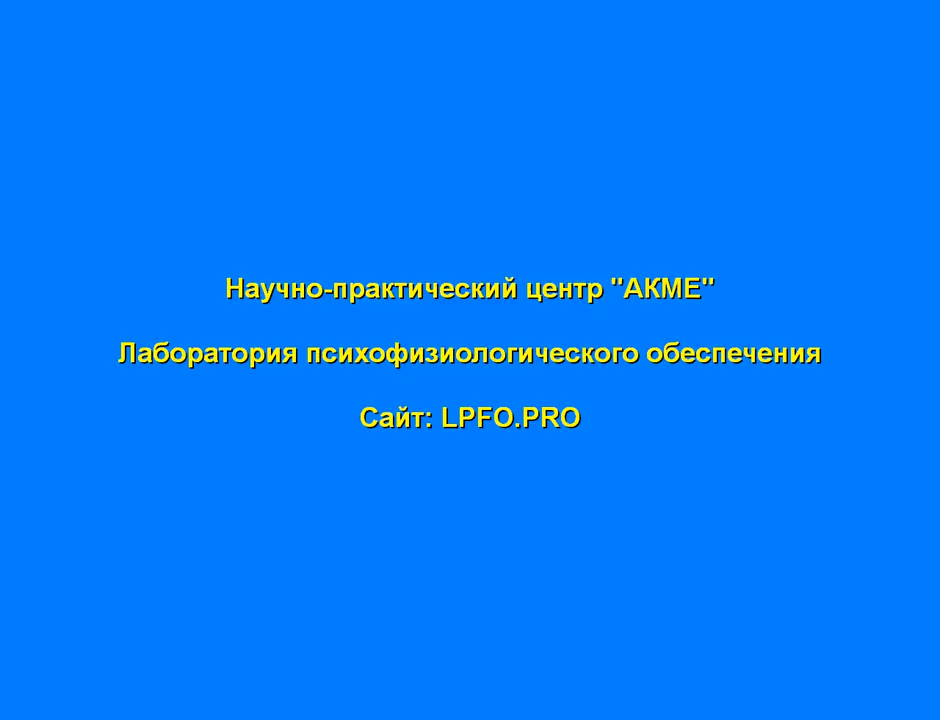 Научно-практический центр "АКМЕ"
Лаборатория психофизиологического обеспечения
Сайт: LPFO.PRO